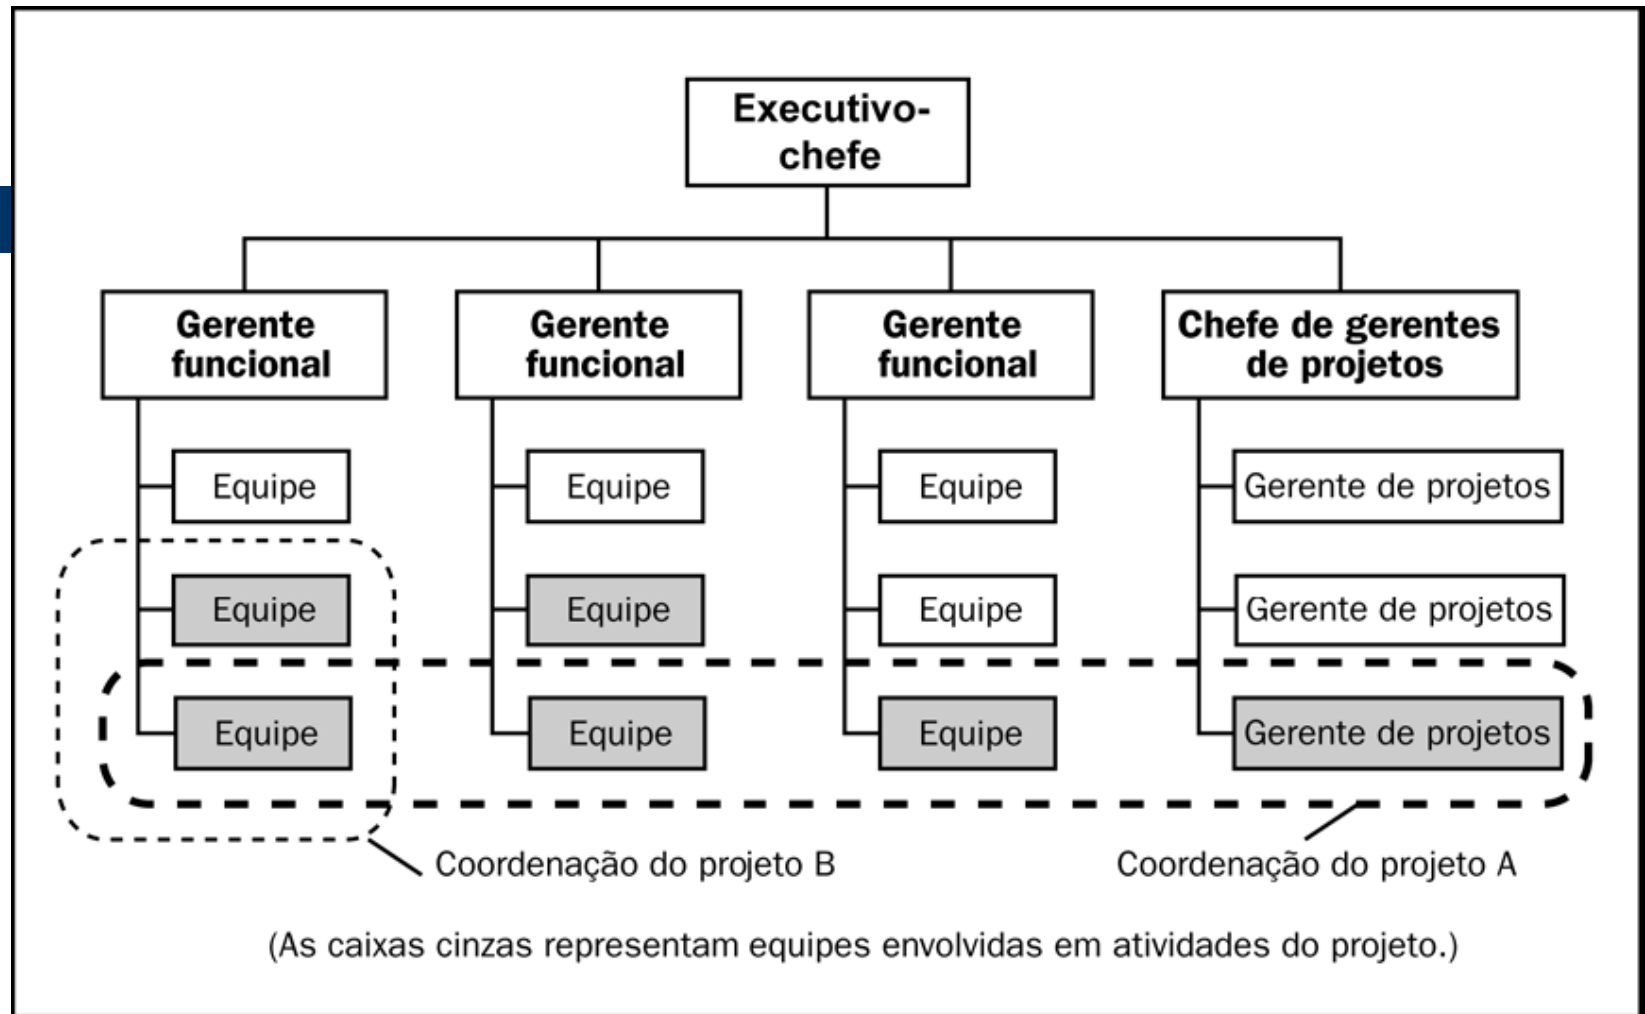 Executivo-
chefe
Gerente
funcional
Gerente
funcional
Gerente
funcional
Chefe de gerentes
de projetos
Equipe
Equipe
Equipe
Gerente de projetos
Equipe
Equipe
Equipe
Gerente de projetos
Equipe
Equipe
Equipe
Gerente de projetos
Coordenação do projeto B
Coordenação do projeto A
(As caixas cinzas representam equipes envolvidas em atividades do projeto.)